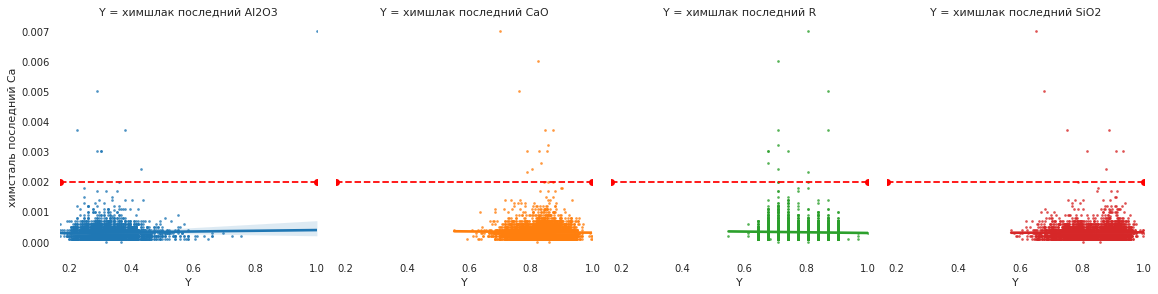 Y = химшлак последний Al2O3
Y = химшлак последний CaO
Y = химшлак последний R
Y = химшлак последний SiO2
химсталь последний Ca
0.007
0.006
0.005
0.004
0.003
0.002
0.001
0.000
0.2 0.4 0.6 0.8 1.0
0.2 0.4 0.6 0.8 1.0
0.2 0.4 0.6 0.8 1.0
0.2 0.4 0.6 0.8 1.0
Y
Y
Y
Y